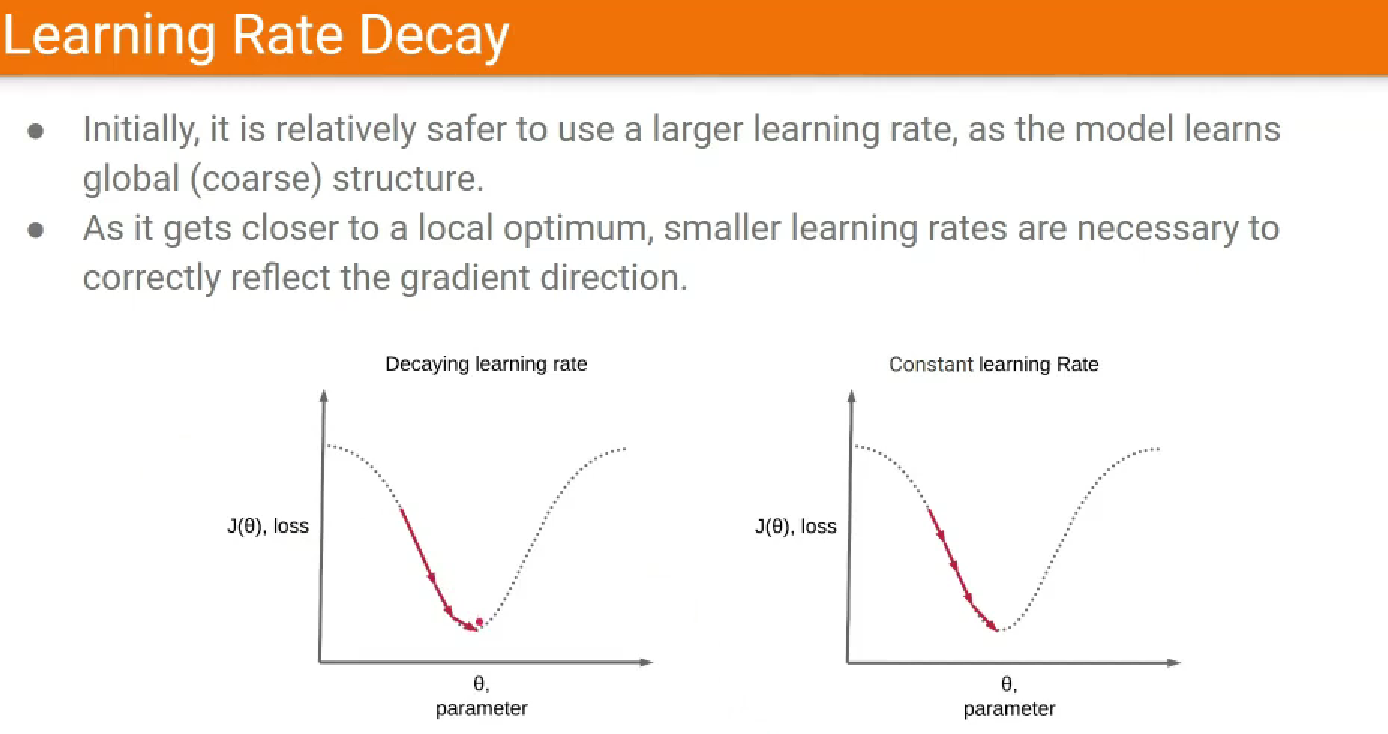 Learning Rate Decay
● Initially, it is relatively safer to use a larger learning rate, as the model learns
global (coarse) structure.
● As it gets closer to a local optimum, smaller learning rates are necessary to
correctly reflect the gradient direction.
Decaying learning rate
J(θ), loss
θ,
parameter
Constant learning Rate
J(θ), loss
θ,
parameter